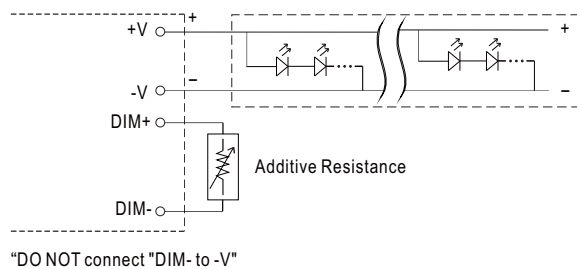 +V
+
+
-V
−
−
DIM+
Additive Resistance
DIM-
“DO NOT connect "DIM- to -V"